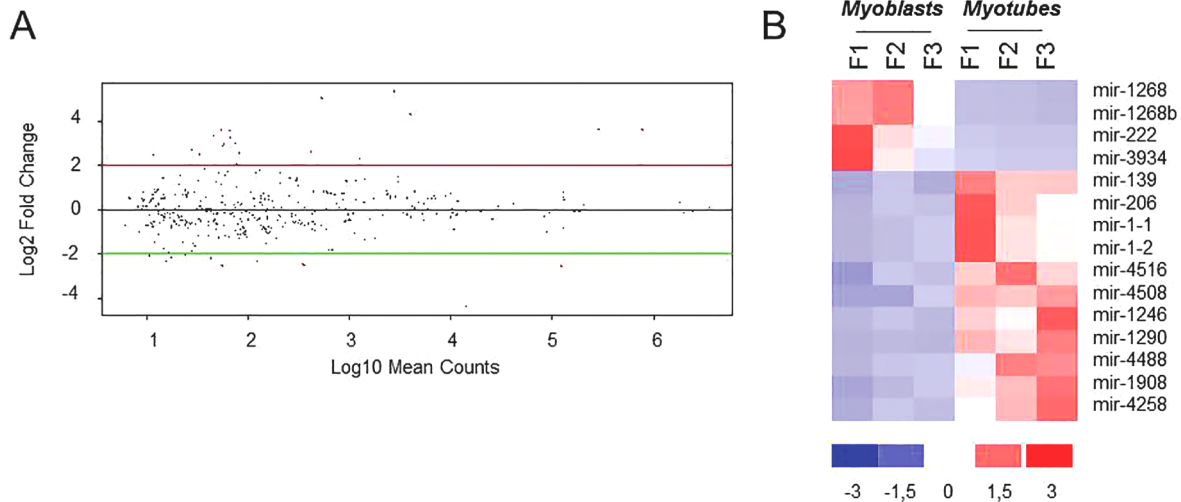 A
Log2 Fold Change
4
2
0
-2
-4
1 2 3 4 5 6
Log10 Mean Counts
B
Myoblasts Myotubes
F1 F2 F3 F1 F2 F3
mir-1268
mir-1268b
mir-222
mir-3934
mir-139
mir-206
mir-1-1
mir-1-2
mir-4516
mir-4508
mir-1246
mir-1290
mir-4488
mir-1908
mir-4258
-3 -1,5 0 1,5 3